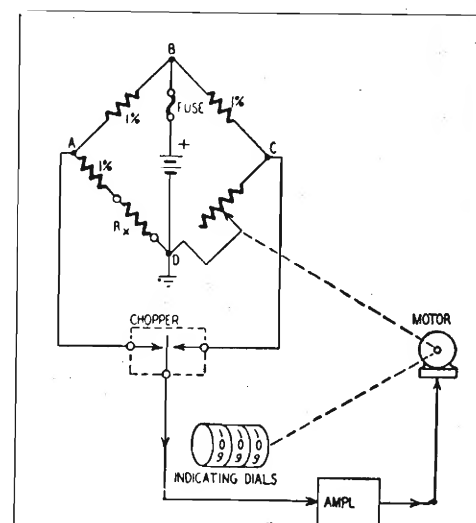 B
FUSE
1%
1%
+
A
C
1%
Rx
D
CHOPPER
MOTOR
INDICATING DIALS
AMPL